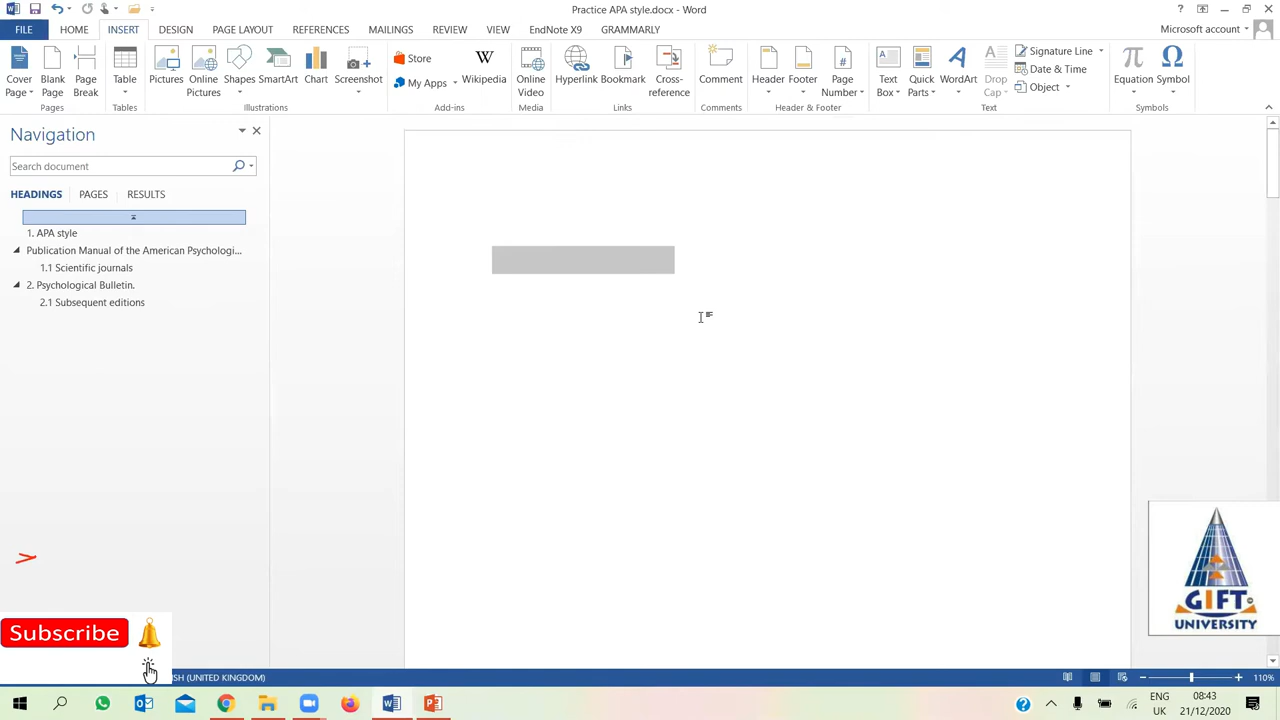 Practice APA style.docx - Word
FILE HOME INSERT DESIGN PAGE LAYOUT REFERENCES MAILINGS REVIEW VIEW EndNote X9 GRAMMARLY Microsoft account
Cover Page
Blank Page
Page Break
Pages
Table
Tables
Pictures
Online Pictures
Shapes
SmartArt
Chart
Screenshot
Illustrations
Store
My Apps
W
Wikipedia
Add-ins
Online Video
Media
Hyperlink
Bookmark
Cross-reference
Links
Comment
Comments
Header
Footer
Page Number
Header & Footer
Text Box
Quick Parts
WordArt
Drop Cap
Signature Line
Date & Time
Object
Text
Equation
Symbol
Symbols
Navigation
Search document
HEADINGS PAGES RESULTS
1. APA style
Publication Manual of the American Psychologi...
1.1 Scientific journals
2. Psychological Bulletin.
2.1 Subsequent editions
GIFT
UNIVERSITY
Subscribe
SH (UNITED KINGDOM)
110%
ENG
UK
08:43
21/12/2020